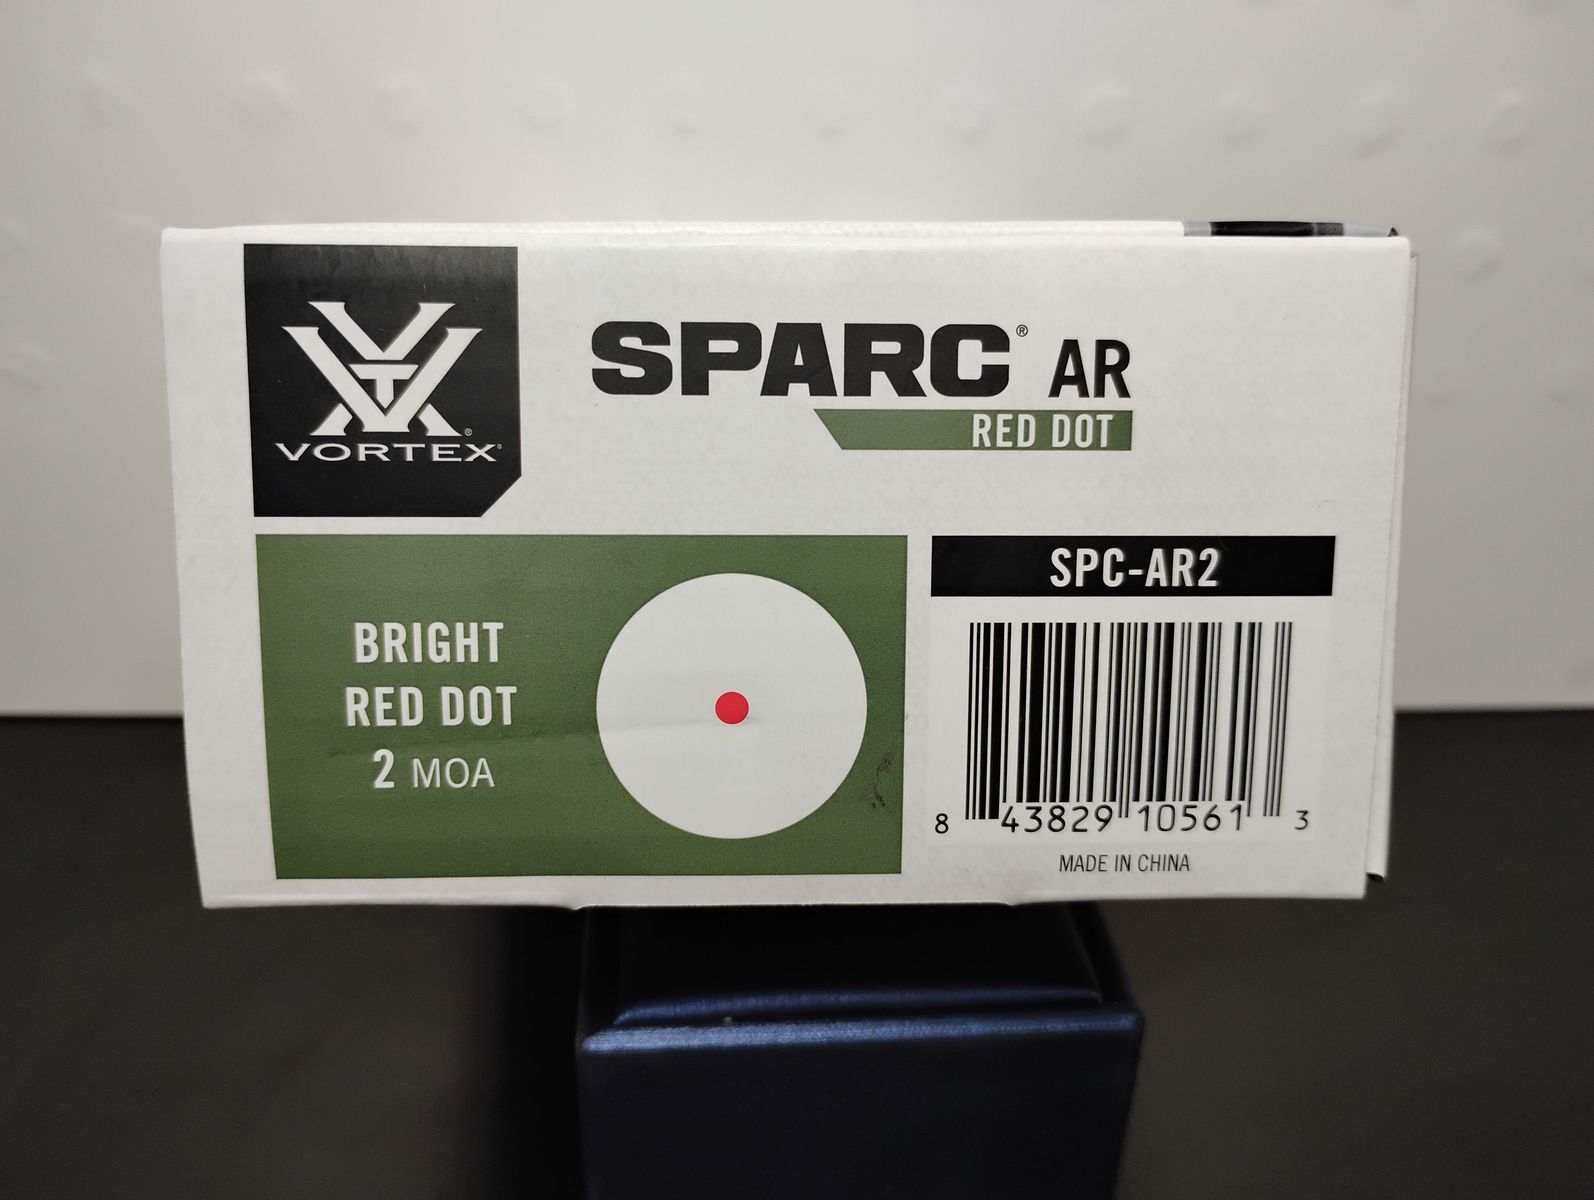 VORTEX®
SPARC® AR
RED DOT
BRIGHT
RED DOT
2 MOA
SPC-AR2
8 43829 10561 3
MADE IN CHINA